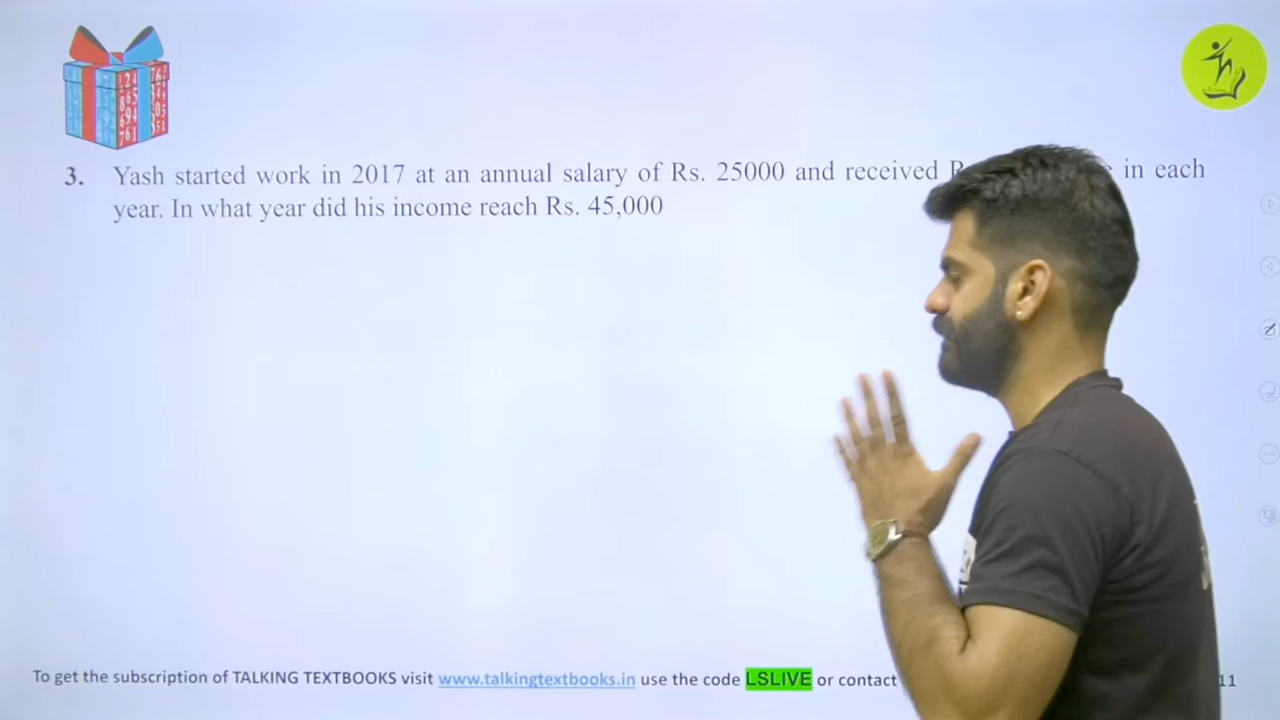 3. Yash started work in 2017 at an annual salary of Rs. 25000 and received in each
year. In what year did his income reach Rs. 45,000
To get the subscription of TALKING TEXTBOOKS visit www.talkingtextbooks.in use the code LSLIVE or contact 11